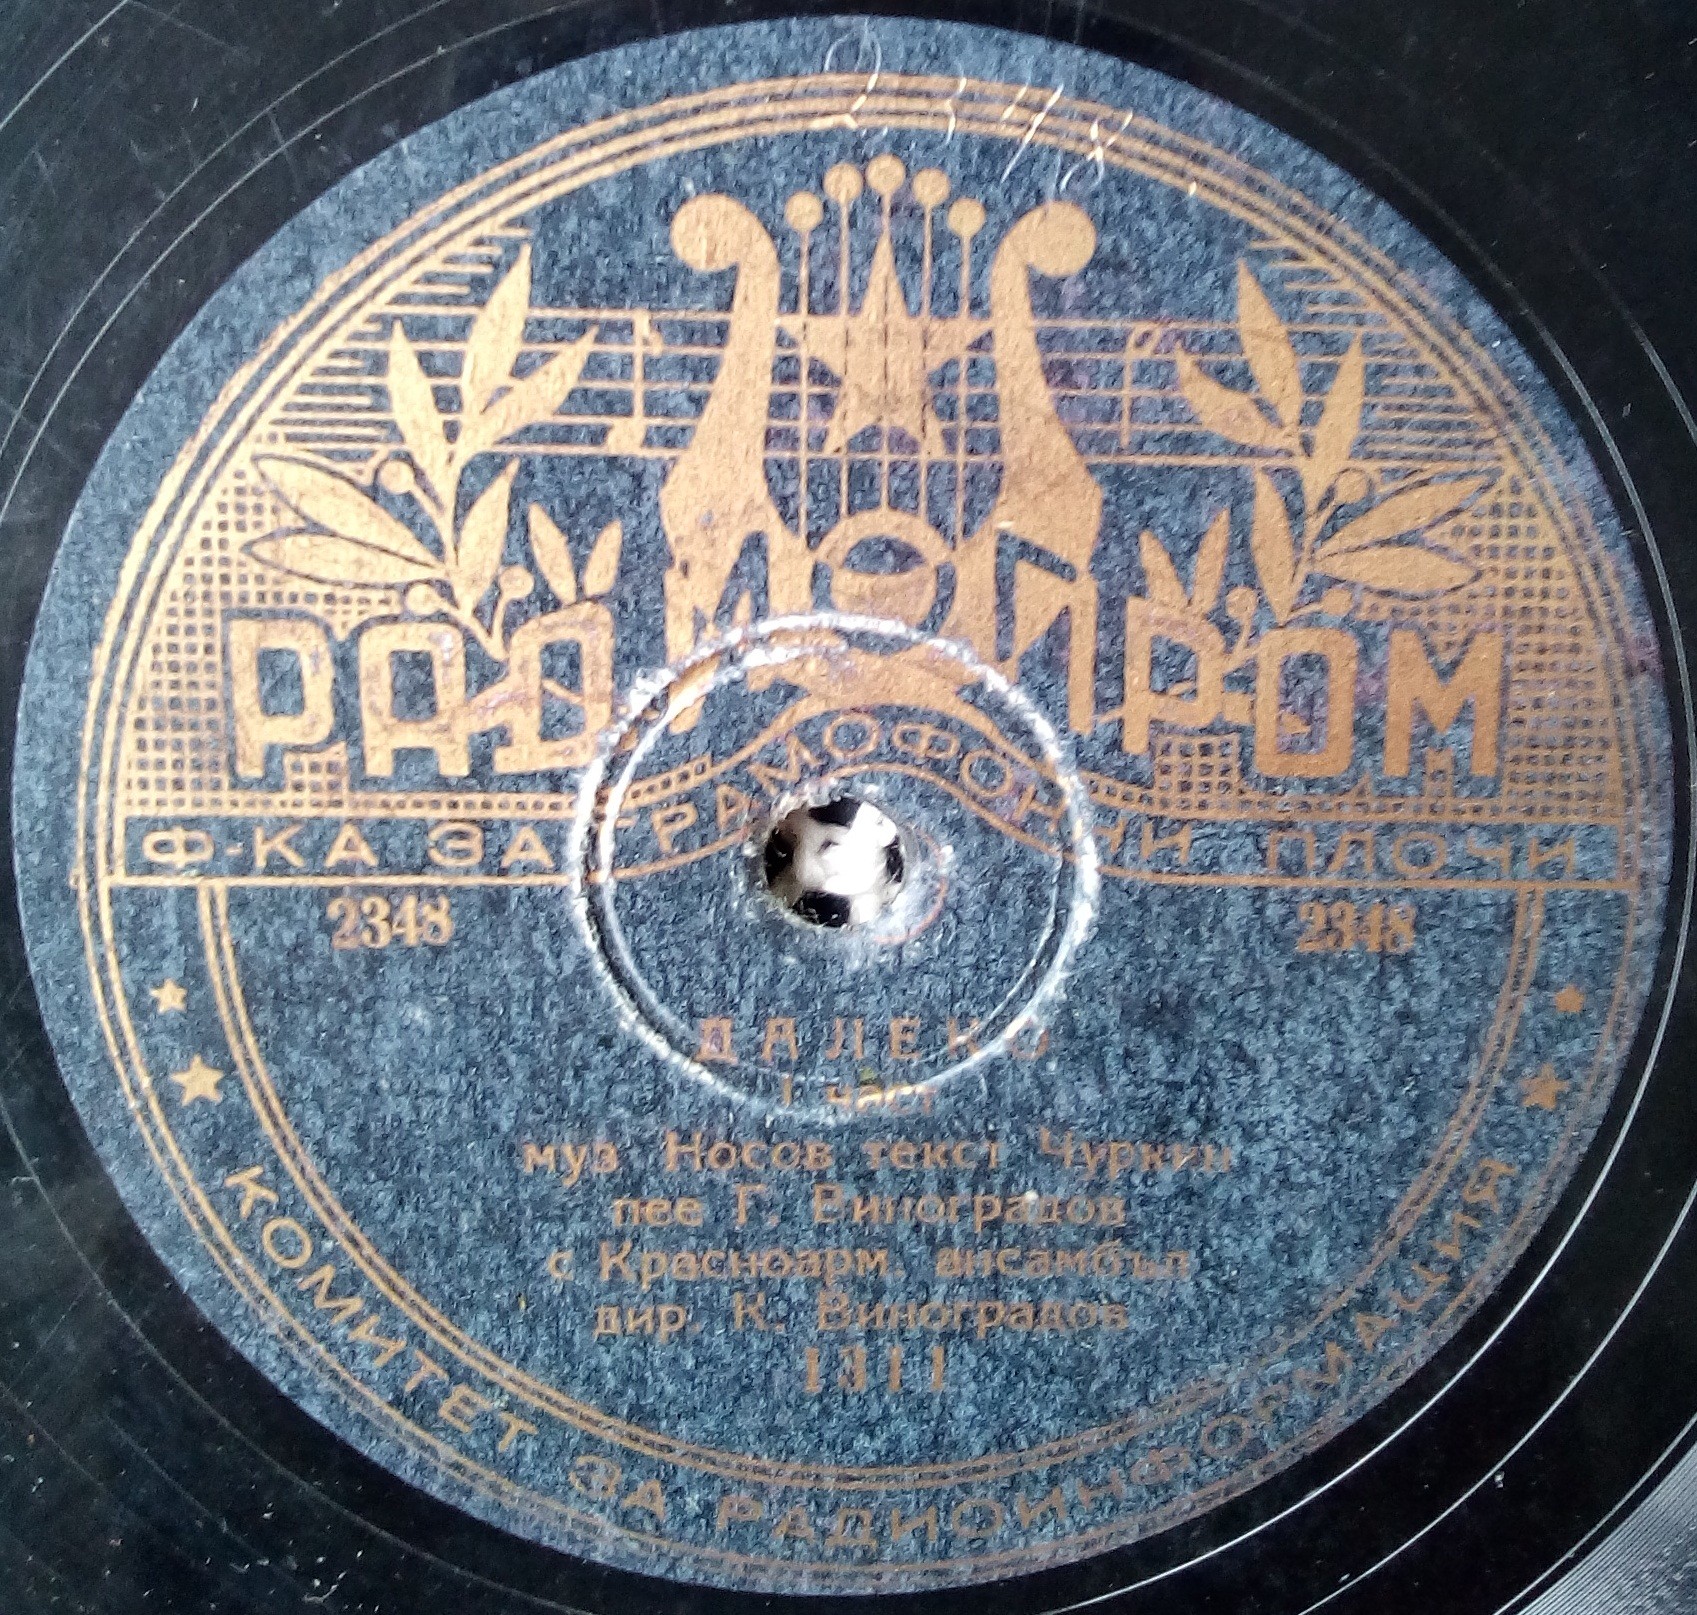 2348
РАДИОПРОМ
Ф-КА ЗА ГРАМОФОННИ ПЛОЧИ
2348 2348
ДАЛЕКО
I част
муз Носов текст Чуркин
пее Г. Виноградов
с Красноарм. ансамбъл
дир. К. Виноградов
1311
КОМИТЕТ ЗА РАДИОИНФОРМАЦИЯ